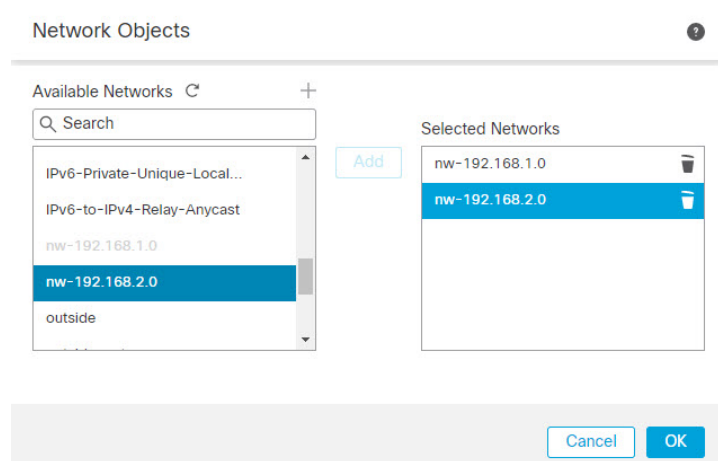 Network Objects
?
Available Networks
+
Search
IPv6-Private-Unique-Local...
IPv6-to-IPv4-Relay-Anycast
nw-192.168.1.0
nw-192.168.2.0
outside
Add
Selected Networks
nw-192.168.1.0
nw-192.168.2.0
Cancel
OK